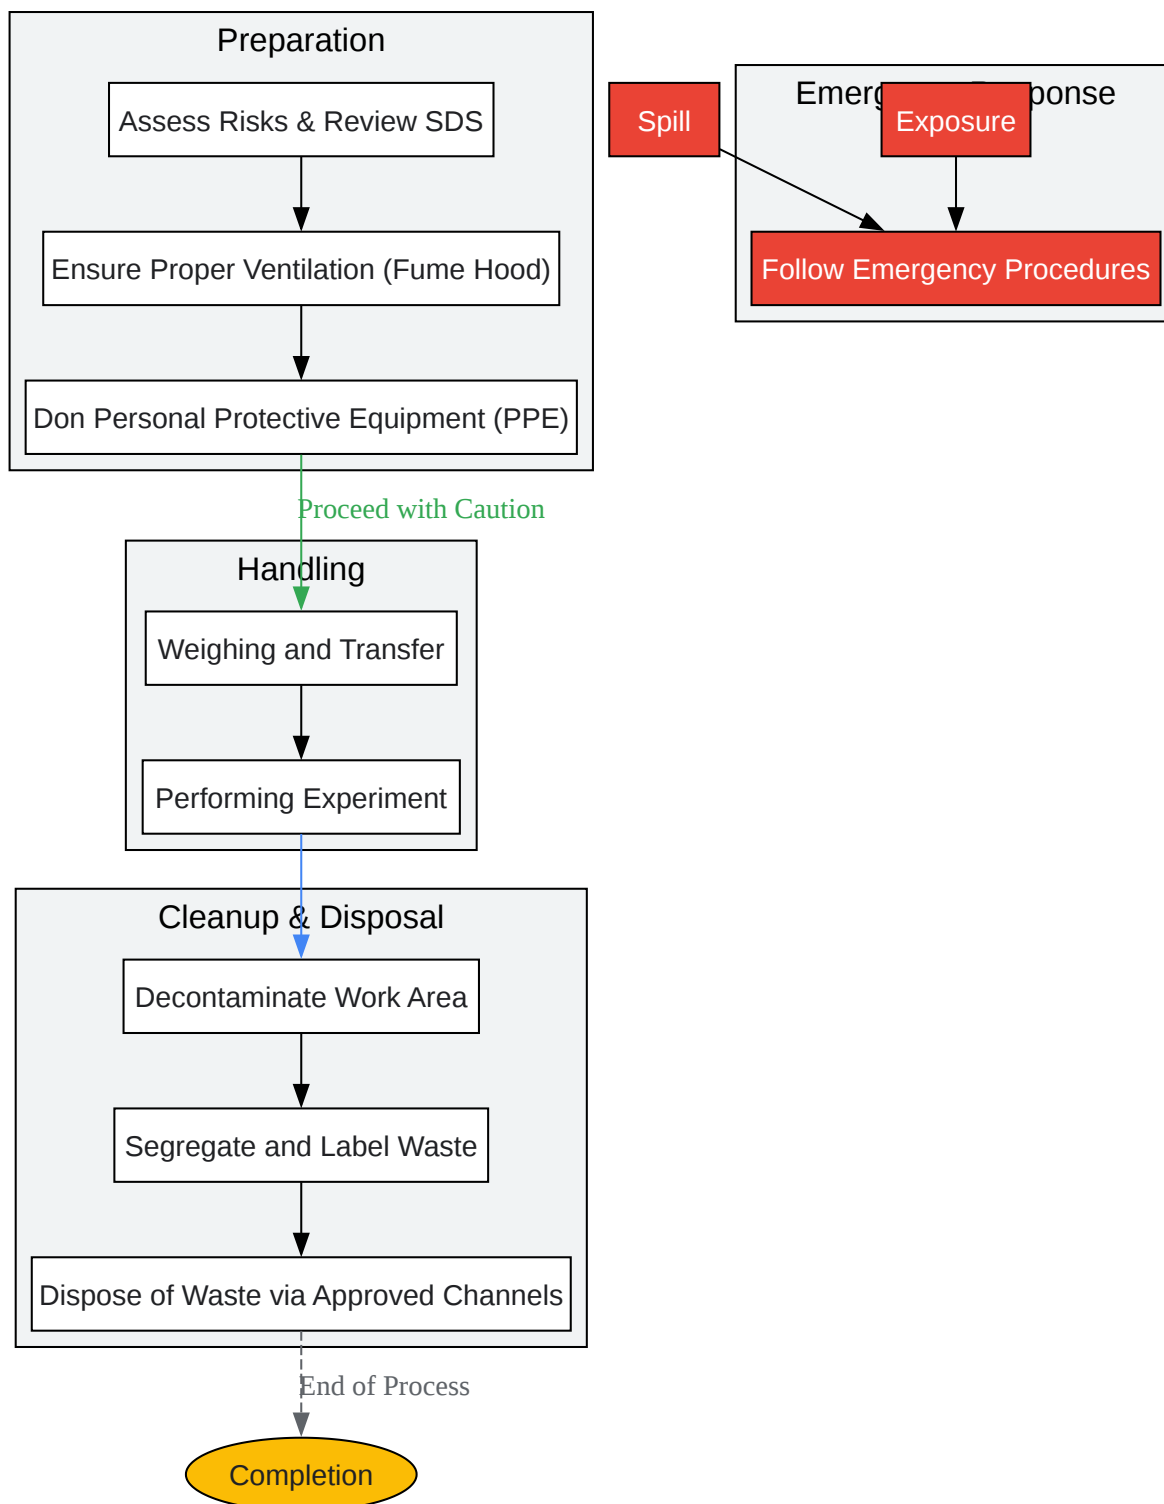 Preparation
Assess Risks & Review SDS
Ensure Proper Ventilation (Fume Hood)
Don Personal Protective Equipment (PPE)
Proceed with Caution
Handling
Weighing and Transfer
Performing Experiment
Cleanup & Disposal
Decontaminate Work Area
Segregate and Label Waste
Dispose of Waste via Approved Channels
End of Process
Completion
Spill
Exposure
Follow Emergency Procedures